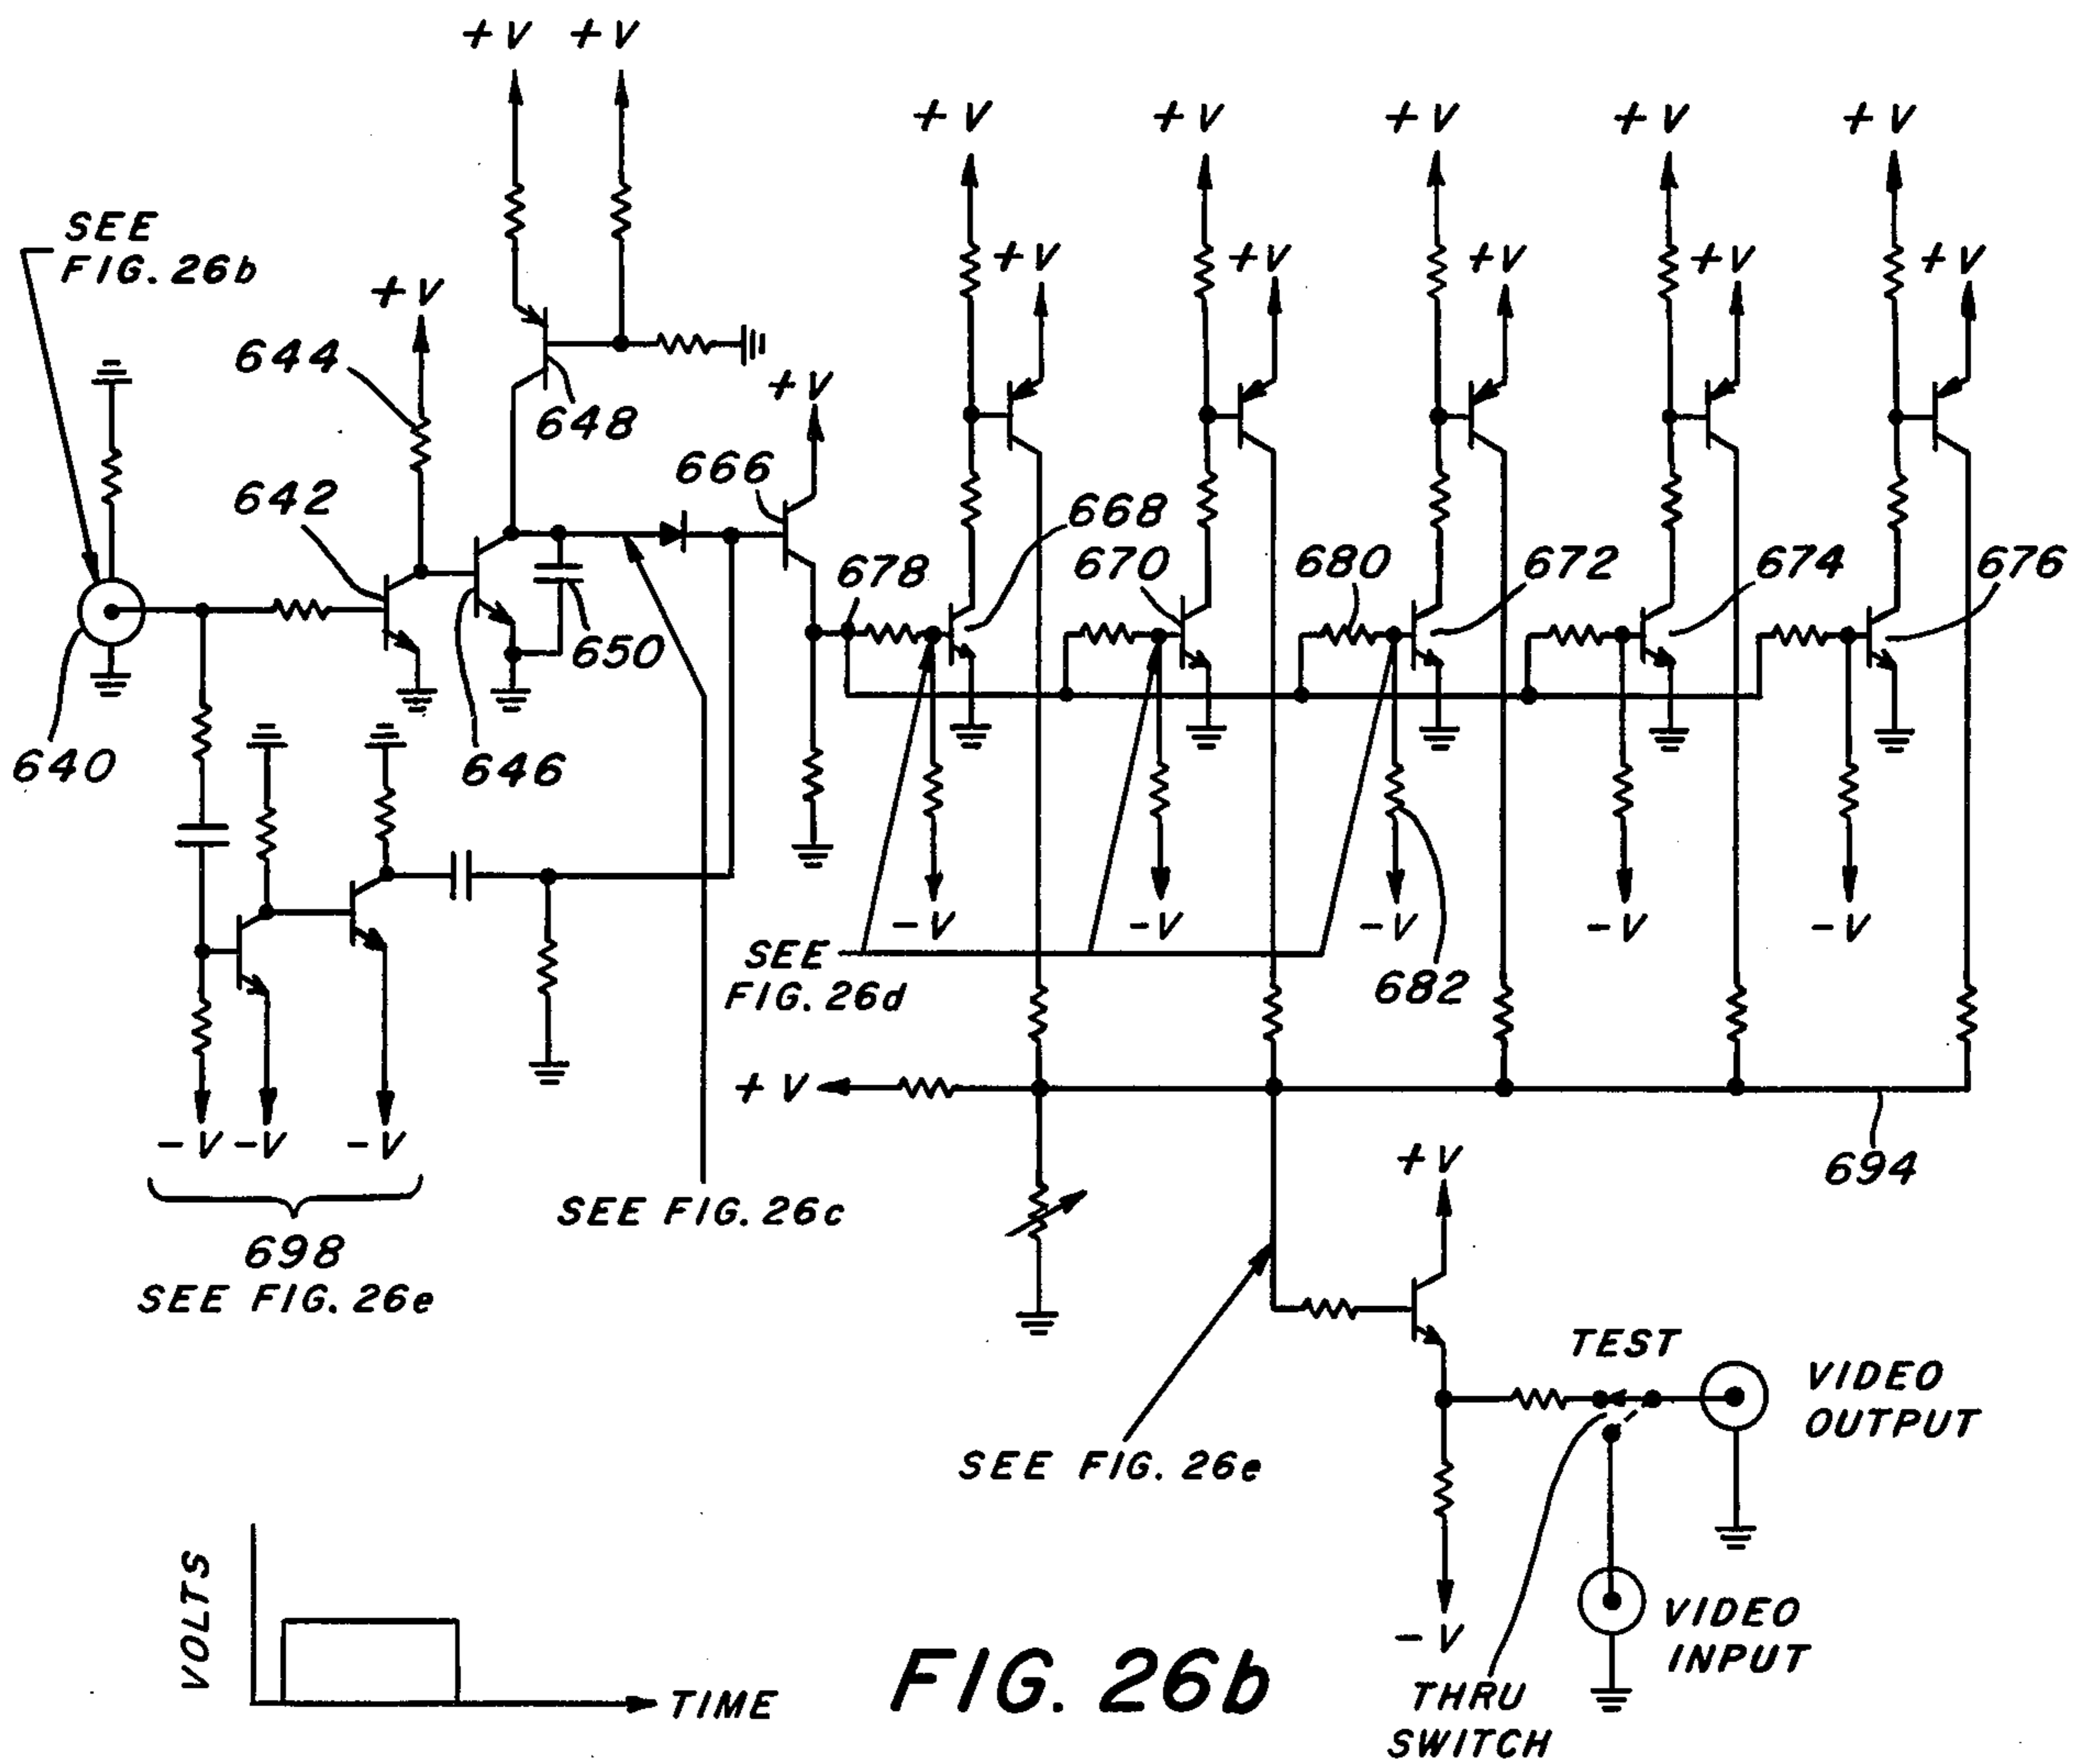 +V +V
+V +V +V +V +V
SEE
FIG. 26b
+V
+V +V +V +V +V
644
648
+V
666
642
668
678
670
680
672
674
676
650
640
646
-V -V -V -V -V
SEE
FIG. 26d
682
+V
-V -V -V
694
SEE FIG. 26c
+V
698
SEE FIG. 26e
TEST
VIDEO
OUTPUT
SEE FIG. 26e
VOLTS
-V
VIDEO
INPUT
TIME
FIG. 26b
THRU
SWITCH